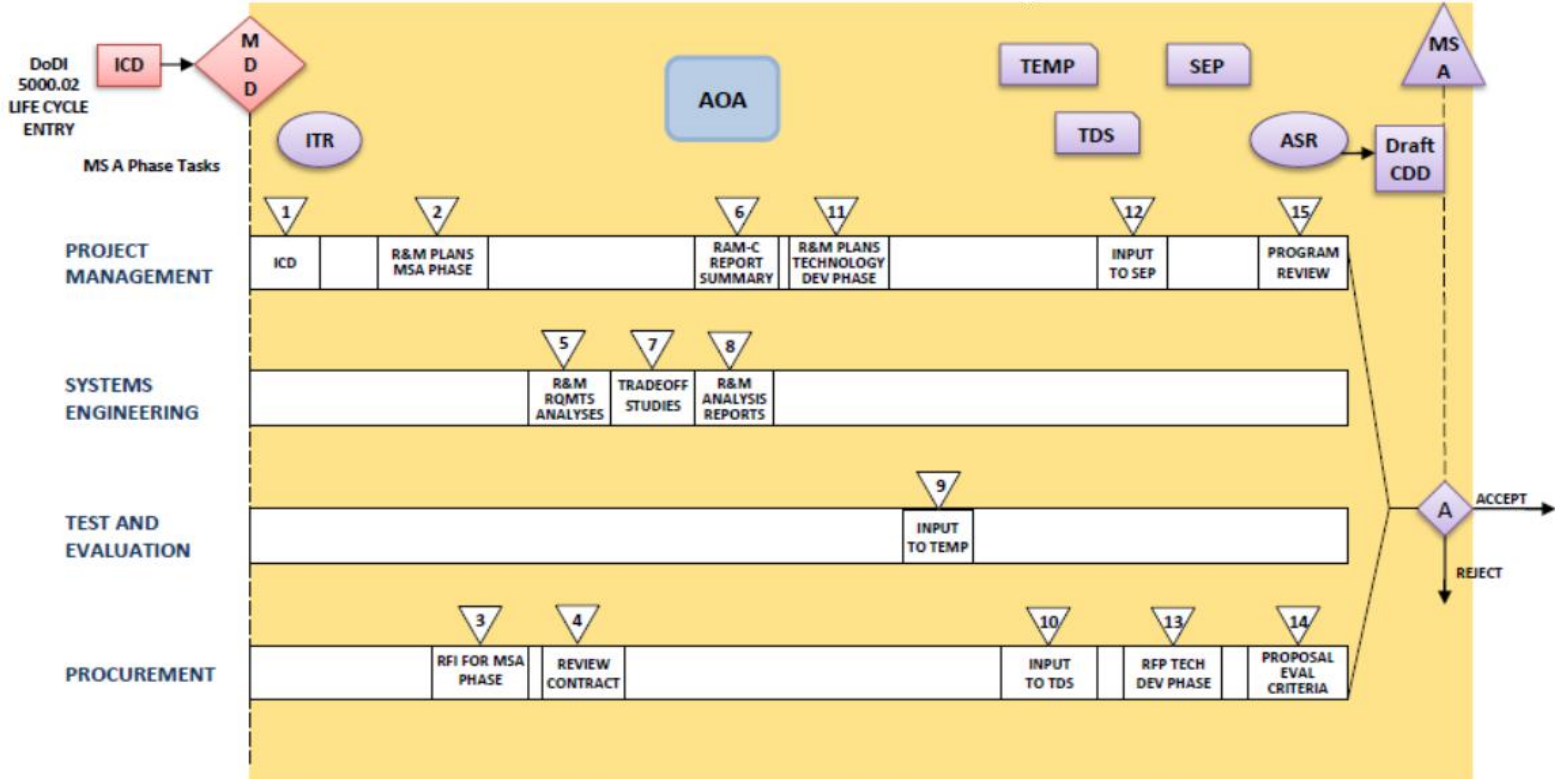 DoDI
5000.02
LIFE CYCLE
ENTRY
ICD
M
D
D
AOA
TEMP
SEP
MS
A
ITR
TDS
ASR
Draft
CDD
MS A Phase Tasks
1
2
6
11
12
15
PROJECT
MANAGEMENT
ICD
R&M PLANS
MSA PHASE
RAM-C
REPORT
SUMMARY
R&M PLANS
TECHNOLOGY
DEV PHASE
INPUT
TO SEP
PROGRAM
REVIEW
5
7
8
SYSTEMS
ENGINEERING
R&M
RQMTS
ANALYSES
TRADEOFF
STUDIES
R&M
ANALYSIS
REPORTS
9
TEST AND
EVALUATION
INPUT
TO TEMP
A
ACCEPT
REJECT
3
4
10
13
14
PROCUREMENT
RFI FOR MSA
PHASE
REVIEW
CONTRACT
INPUT
TO TDS
RFP TECH
DEV PHASE
PROPOSAL
EVAL
CRITERIA